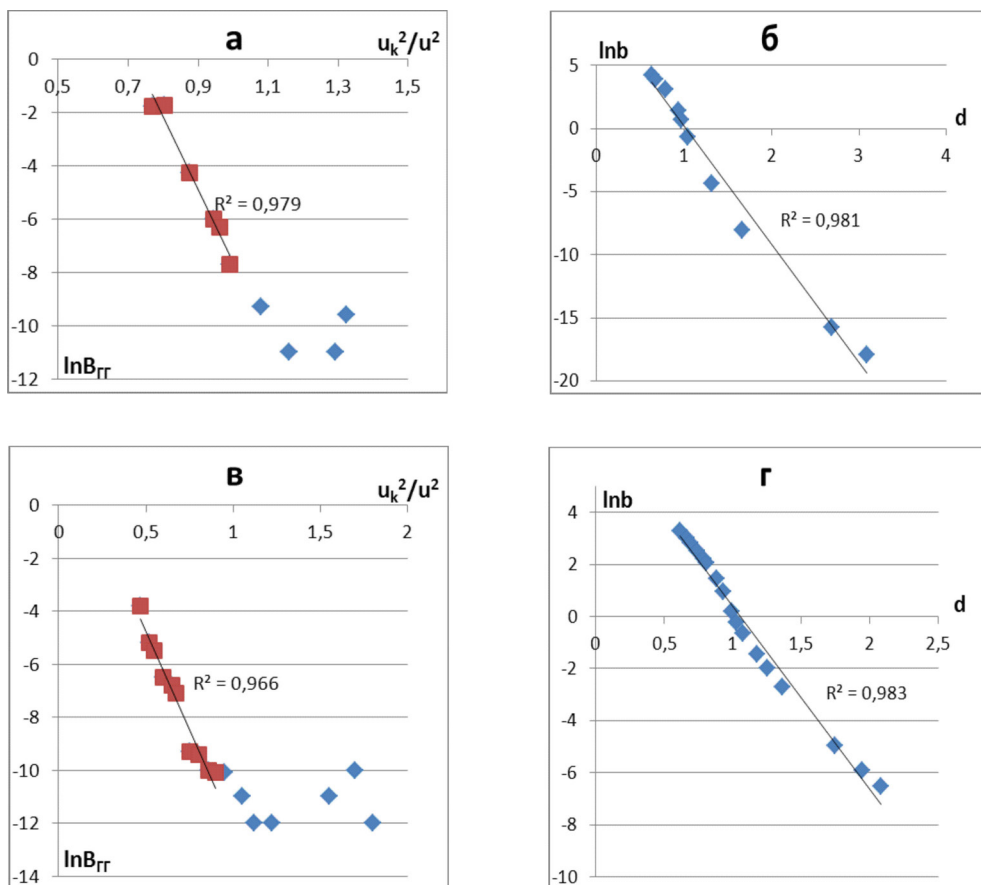 а
u_k²/u²
0
0,5 0,7 0,9 1,1 1,3 1,5
-2
-4
R² = 0,979
-6
-8
-10
lnB_ГГ
-12
б
lnb
5
d
0
0 1 2 3 4
-5
R² = 0,981
-10
-15
-20
в
u_k²/u²
0
0 0,5 1 1,5 2
-2
-4
-6
R² = 0,966
-8
-10
-12
lnB_ГГ
-14
г
lnb
4
d
2
0
0 0,5 1 1,5 2 2,5
-2
R² = 0,983
-4
-6
-8
-10